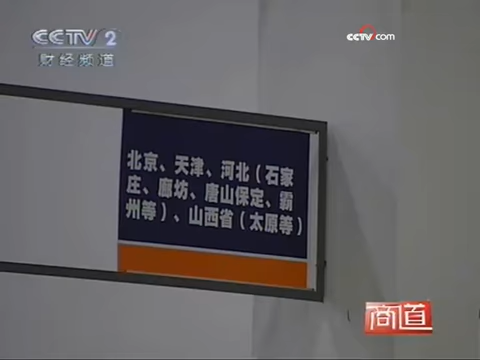 CCTV 2
财经频道
CCTV.com
北京、天津、河北（石家
庄、廊坊、唐山保定、霸
州等）、山西省（太原等）
商道